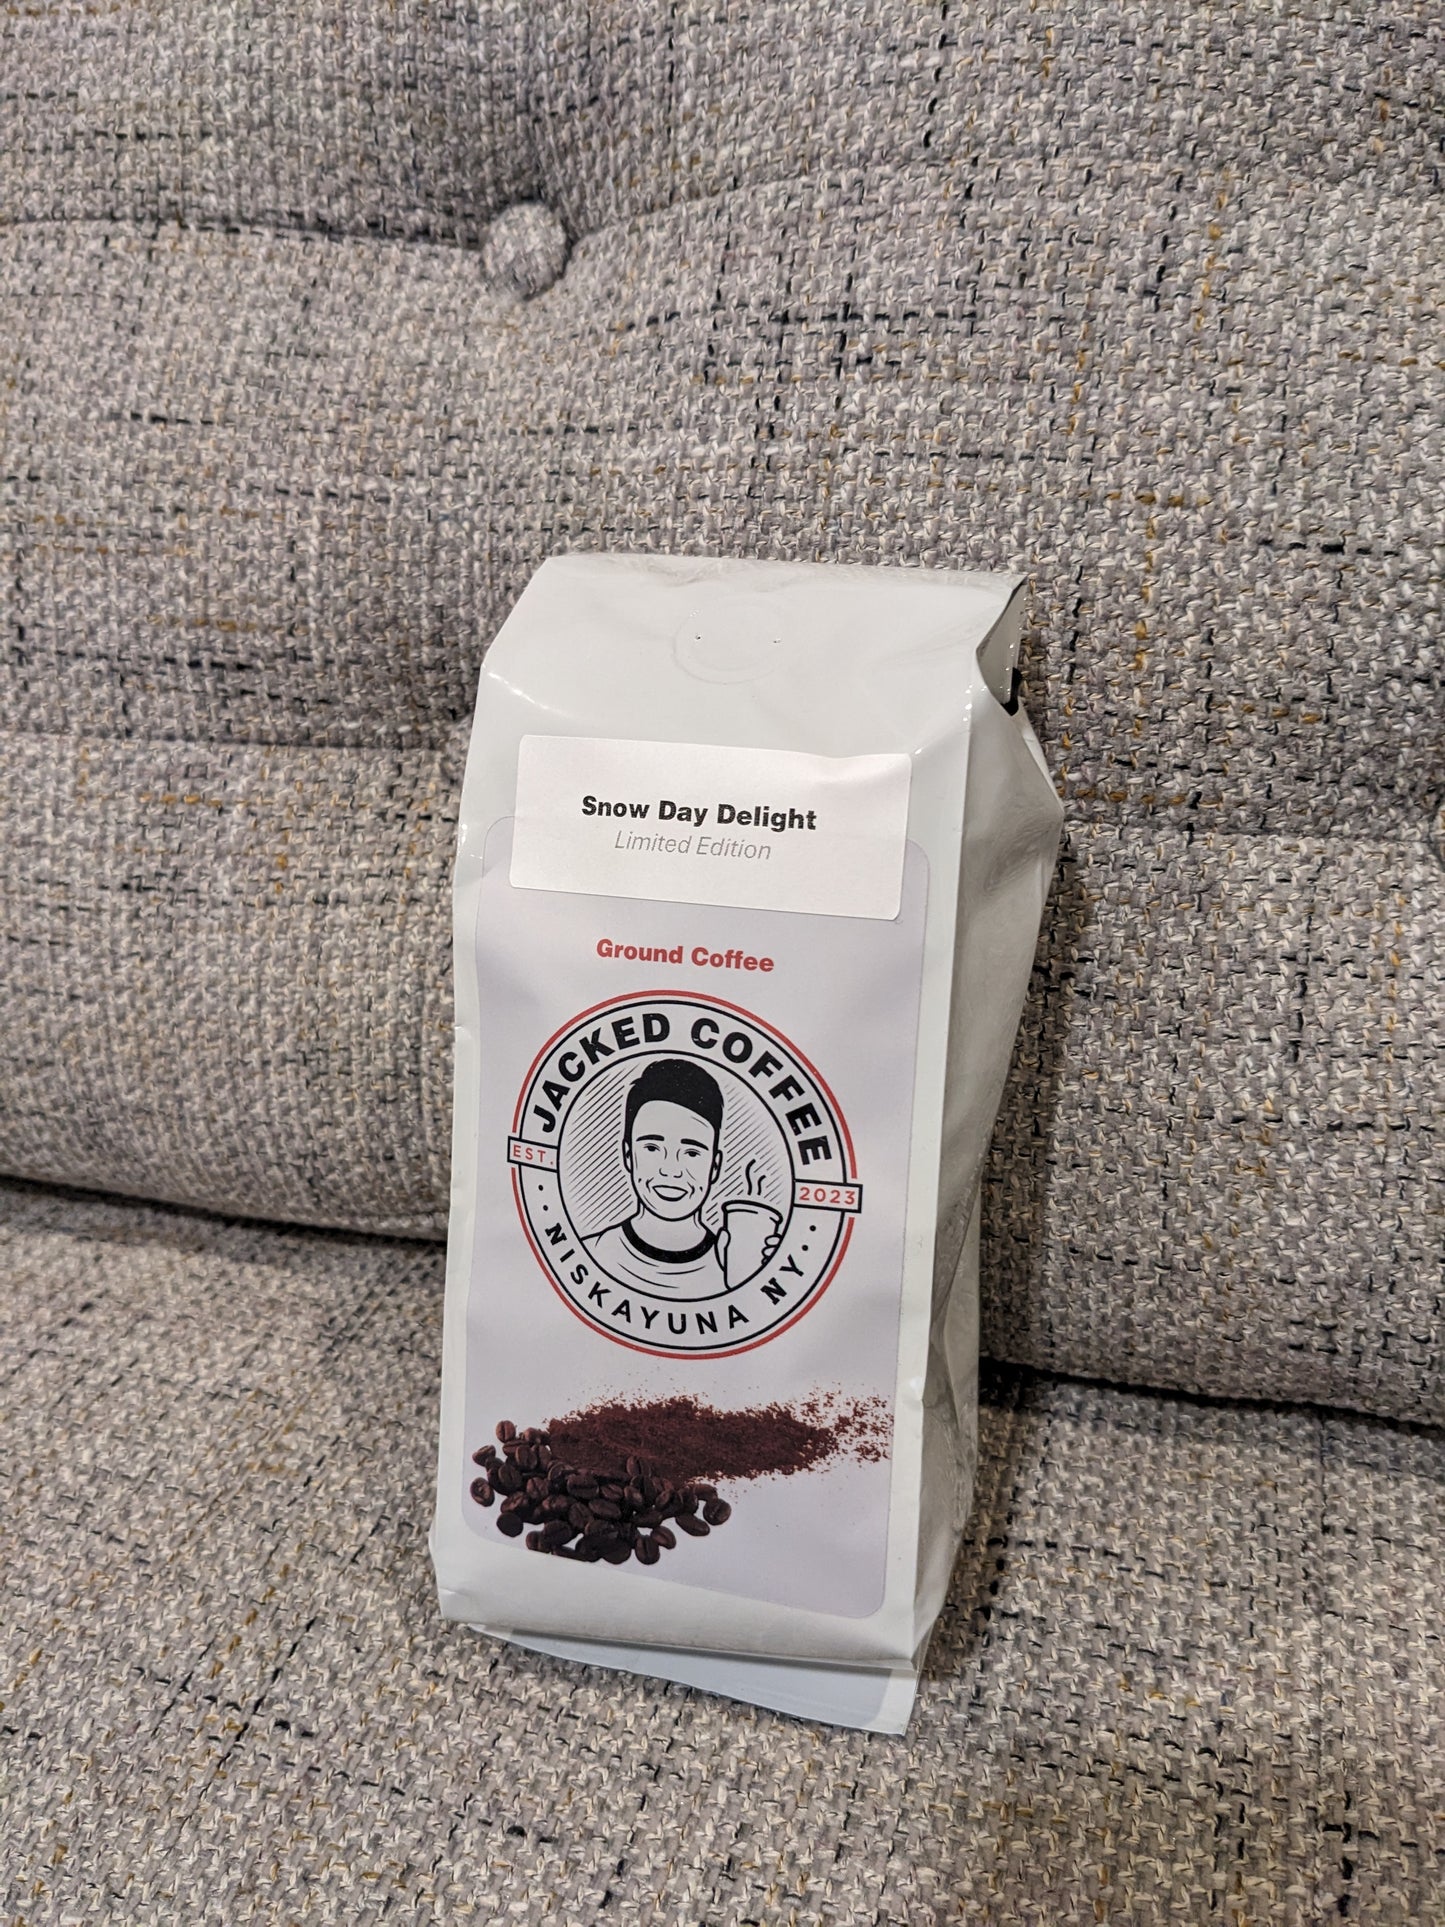 Snow Day Delight
Limited Edition
Ground Coffee
JACKED COFFEE
EST. 2023
NISKAYUNA NY